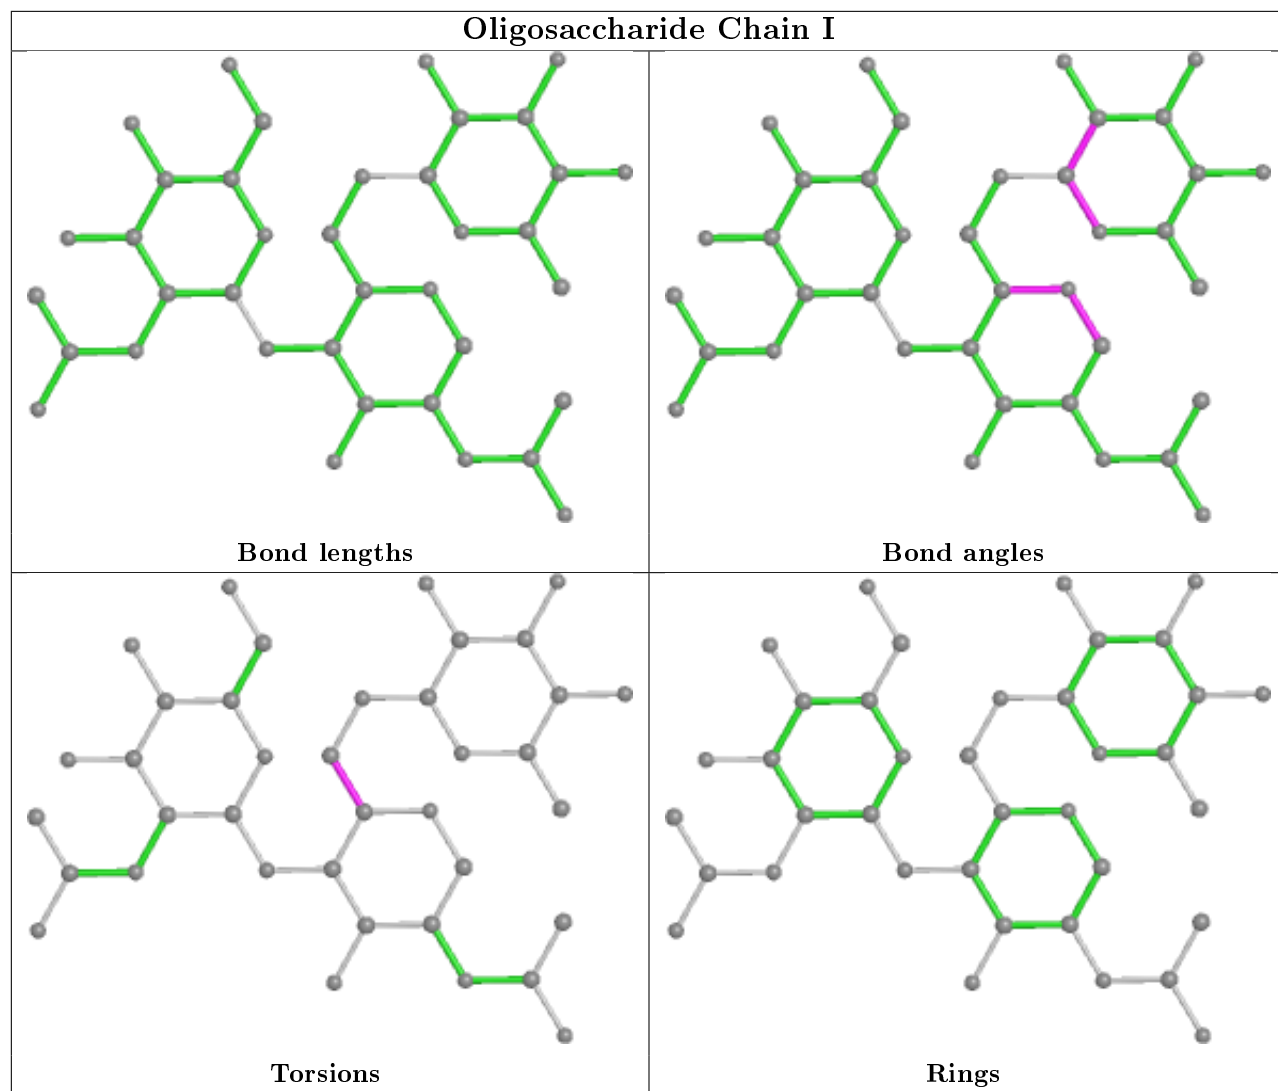 Oligosaccharide Chain I
Bond lengths
Bond angles
Torsions
Rings